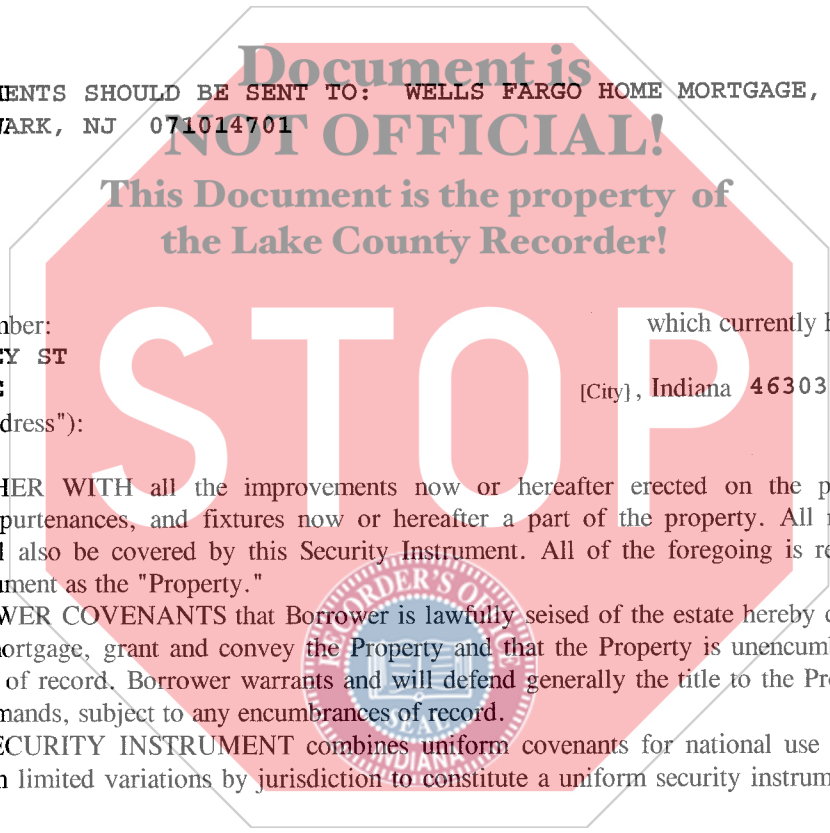 Document is
MENTS SHOULD BE SENT TO: WELLS FARGO HOME MORTGAGE,
WARK, NJ 071014701
NOT OFFICIAL!
This Document is the property of
the Lake County Recorder!
mber: which currently h
EY ST
[City] , Indiana 46303
dress"):
STOP
HER WITH all the improvements now or hereafter erected on the p
purtenances, and fixtures now or hereafter a part of the property. All r
l also be covered by this Security Instrument. All of the foregoing is re
ument as the "Property."
WER COVENANTS that Borrower is lawfully seised of the estate hereby c
ortgage, grant and convey the Property and that the Property is unencum
of record. Borrower warrants and will defend generally the title to the Pro
mands, subject to any encumbrances of record.
ECURITY INSTRUMENT combines uniform covenants for national use
h limited variations by jurisdiction to constitute a uniform security instrum
RECORDER'S OFFICE
SEAL
INDIANA